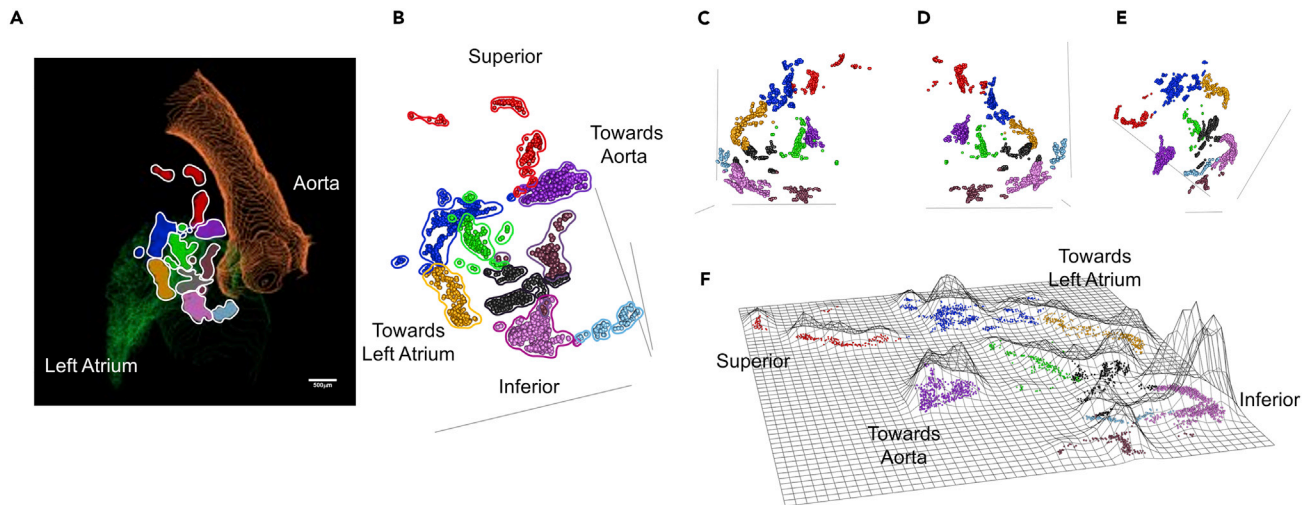 A
Aorta
Left Atrium
500µm
B
Superior
Towards
Aorta
Towards
Left Atrium
Inferior
C
D
E
F
Towards
Left Atrium
Superior
Inferior
Towards
Aorta